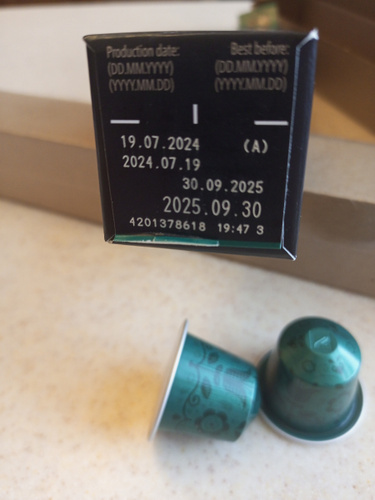 Production date: Best before:
(DD.MM.YYYY) (DD.MM.YYYY)
(YYYY.MM.DD) (YYYY.MM.DD)
19.07.2024 (A)
2024.07.19
30.09.2025
2025.09.30
4201378618 19:47 3